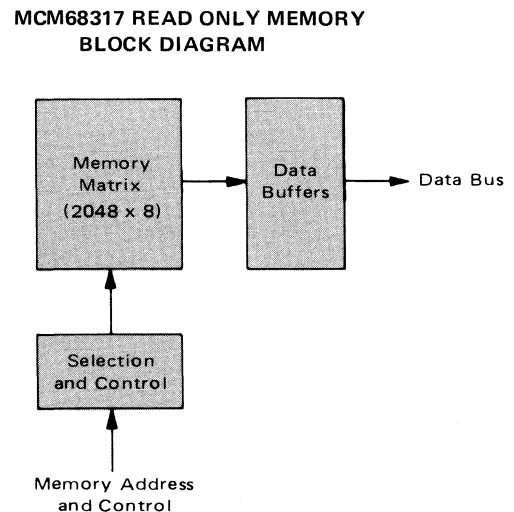 MCM68317 READ ONLY MEMORY
BLOCK DIAGRAM
Memory
Matrix
(2048 x 8)
Data
Buffers
Data Bus
Selection
and Control
Memory Address
and Control